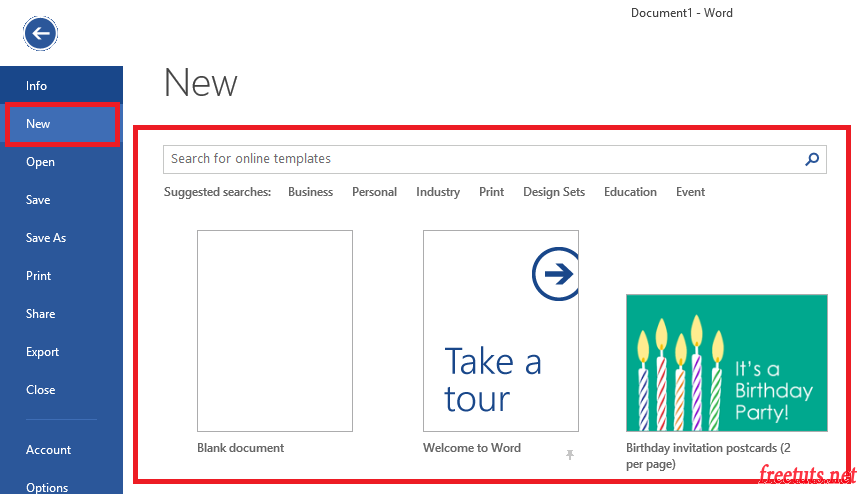 Document1 - Word
Info
New
Open
Save
Save As
Print
Share
Export
Close
Account
Options
New
Search for online templates
Suggested searches: Business Personal Industry Print Design Sets Education Event
Take a
tour
It's a
Birthday
Party!
Blank document
Welcome to Word
Birthday invitation postcards (2
per page)
freetuts.net